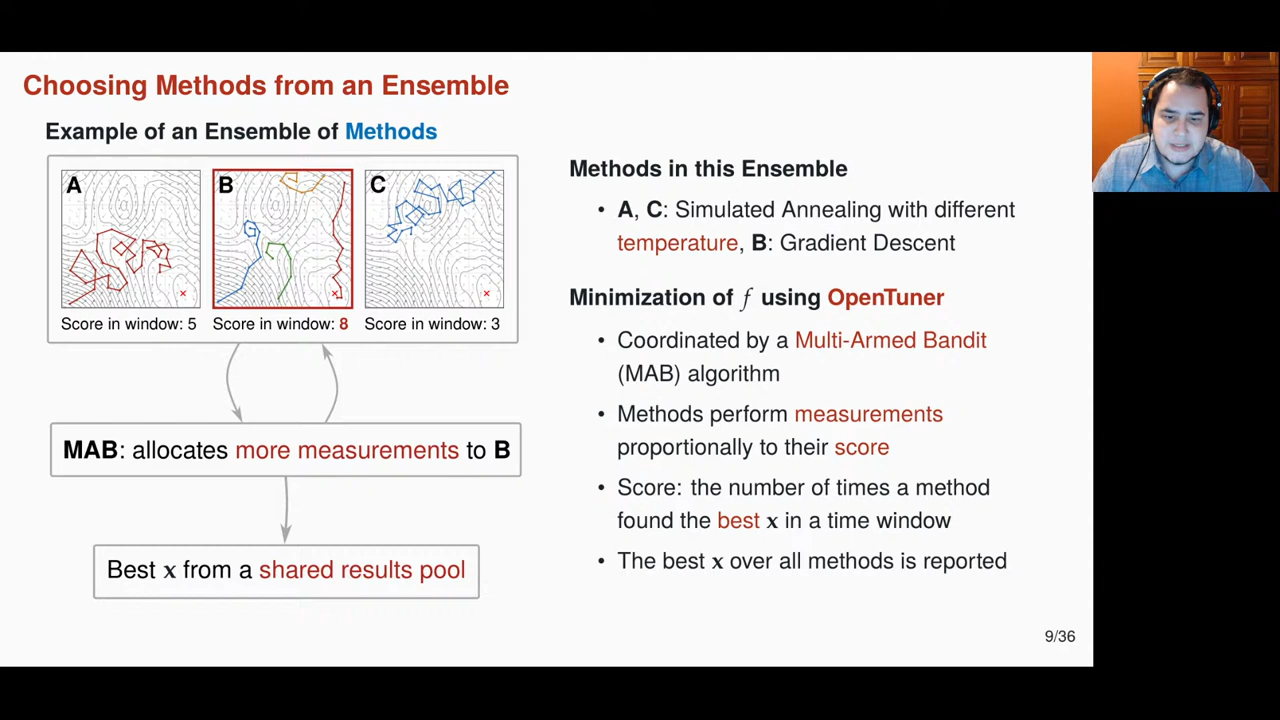 Choosing Methods from an Ensemble
Example of an Ensemble of Methods
A
B
C
Score in window: 5
Score in window: 8
Score in window: 3
MAB: allocates more measurements to B
Best x from a shared results pool
Methods in this Ensemble
• A, C: Simulated Annealing with different
temperature, B: Gradient Descent
Minimization of f using OpenTuner
• Coordinated by a Multi-Armed Bandit
(MAB) algorithm
• Methods perform measurements
proportionally to their score
• Score: the number of times a method
found the best x in a time window
• The best x over all methods is reported
9/36